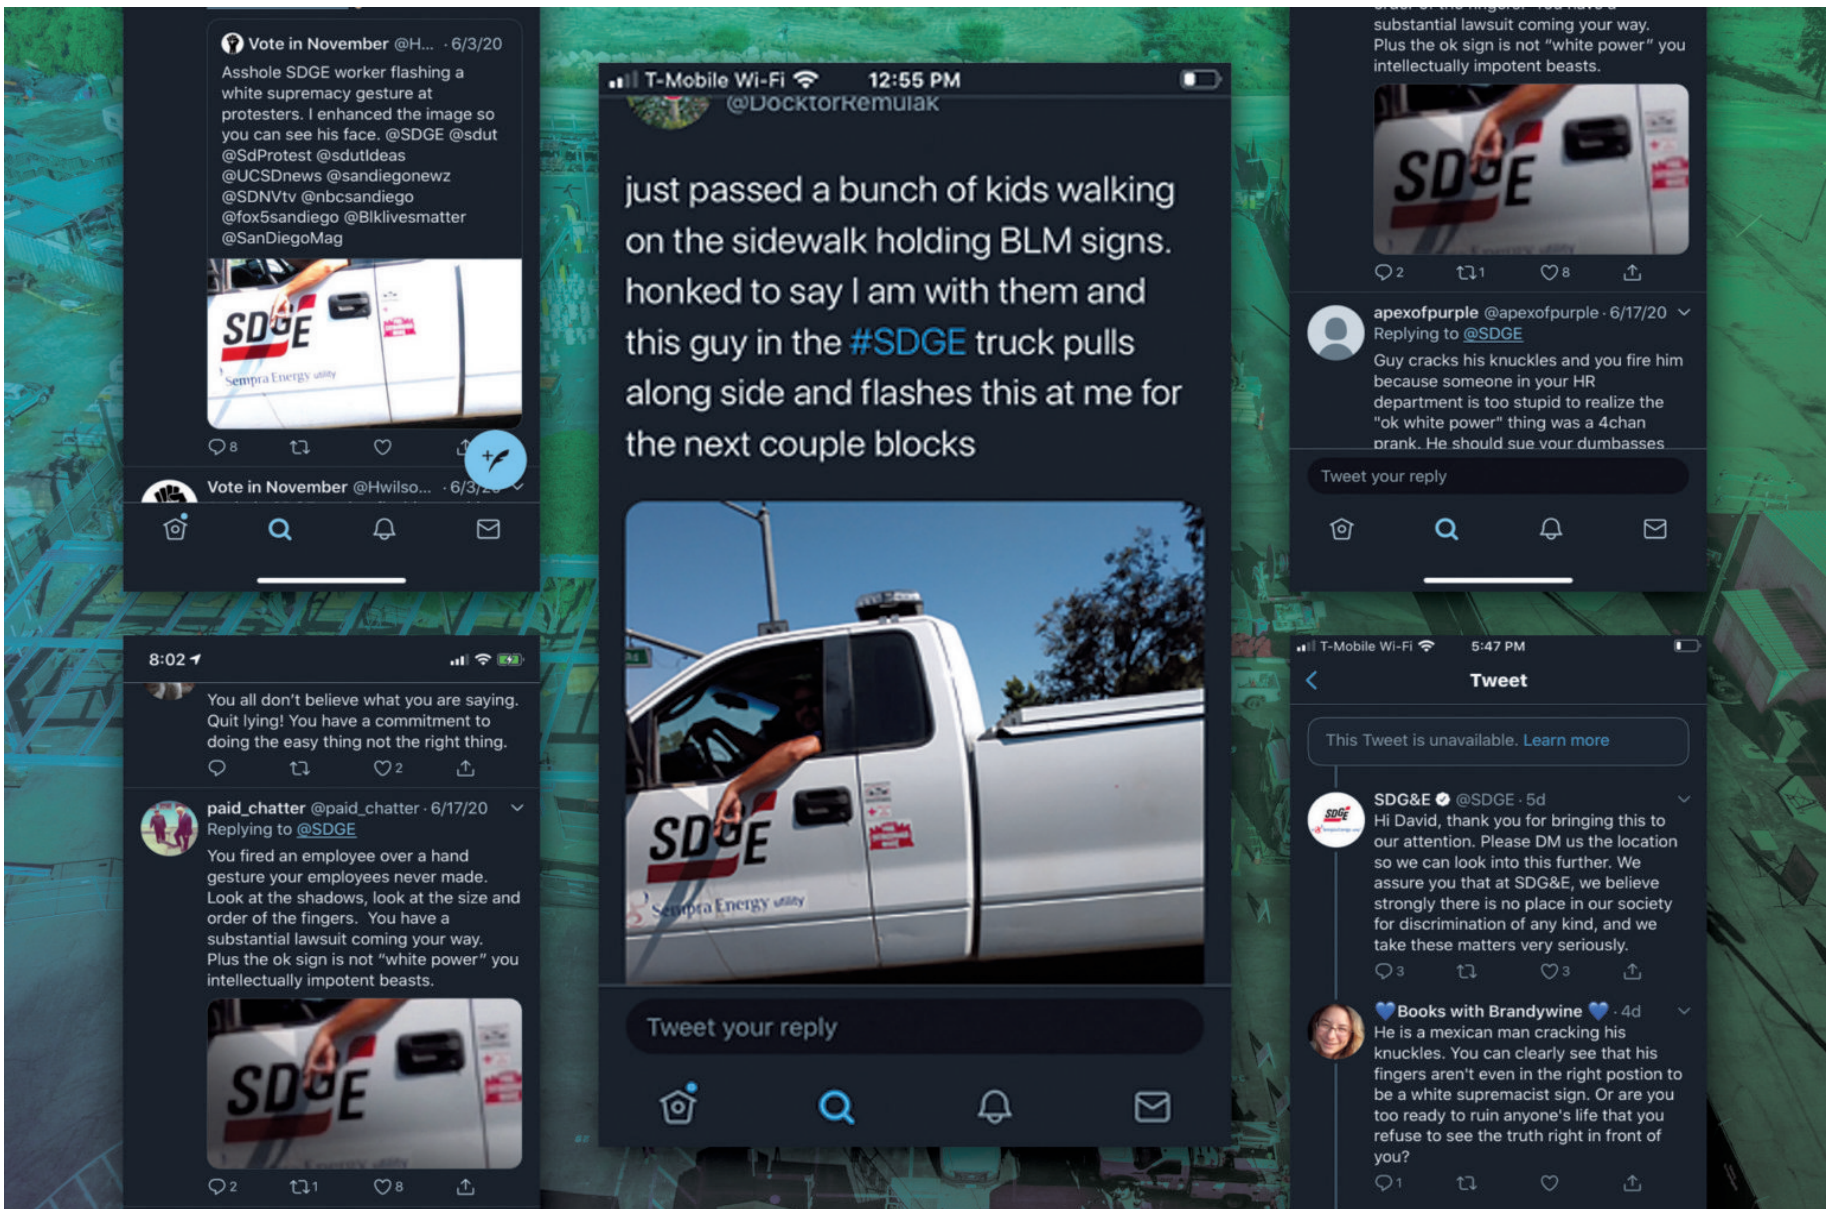 Vote in November @H... · 6/3/20
Asshole SDGE worker flashing a
white supremacy gesture at
protesters. I enhanced the image so
you can see his face. @SDGE @sdut
@SdProtest @sdutIdeas
@UCSDnews @sandiegonewz
@SDNVtv @nbcsandiego
@fox5sandiego @Blklivesmatter
@SanDiegoMag
SDGE
Sempra Energy utility
8
Vote in November @Hwilso... · 6/3/20
8:02
You all don't believe what you are saying.
Quit lying! You have a commitment to
doing the easy thing not the right thing.
2
paid_chatter @paid_chatter · 6/17/20
Replying to @SDGE
You fired an employee over a hand
gesture your employees never made.
Look at the shadows, look at the size and
order of the fingers. You have a
substantial lawsuit coming your way.
Plus the ok sign is not “white power” you
intellectually impotent beasts.
SDGE
2 1 8
T-Mobile Wi-Fi 12:55 PM
@DocktorRemulak
just passed a bunch of kids walking
on the sidewalk holding BLM signs.
honked to say I am with them and
this guy in the #SDGE truck pulls
along side and flashes this at me for
the next couple blocks
SDGE
Sempra Energy utility
Tweet your reply
order of the fingers. You have a
substantial lawsuit coming your way.
Plus the ok sign is not “white power” you
intellectually impotent beasts.
SDGE
Energy utility
2 1 8
apexofpurple @apexofpurple · 6/17/20
Replying to @SDGE
Guy cracks his knuckles and you fire him
because someone in your HR
department is too stupid to realize the
"ok white power" thing was a 4chan
prank. He should sue your dumbasses
Tweet your reply
T-Mobile Wi-Fi 5:47 PM
Tweet
This Tweet is unavailable. Learn more
SDG&E @SDGE · 5d
SDGE
Hi David, thank you for bringing this to
our attention. Please DM us the location
so we can look into this further. We
assure you that at SDG&E, we believe
strongly there is no place in our society
for discrimination of any kind, and we
take these matters very seriously.
3 3
Books with Brandywine · 4d
He is a mexican man cracking his
knuckles. You can clearly see that his
fingers aren't even in the right postion to
be a white supremacist sign. Or are you
too ready to ruin anyone's life that you
refuse to see the truth right in front of
you?
1